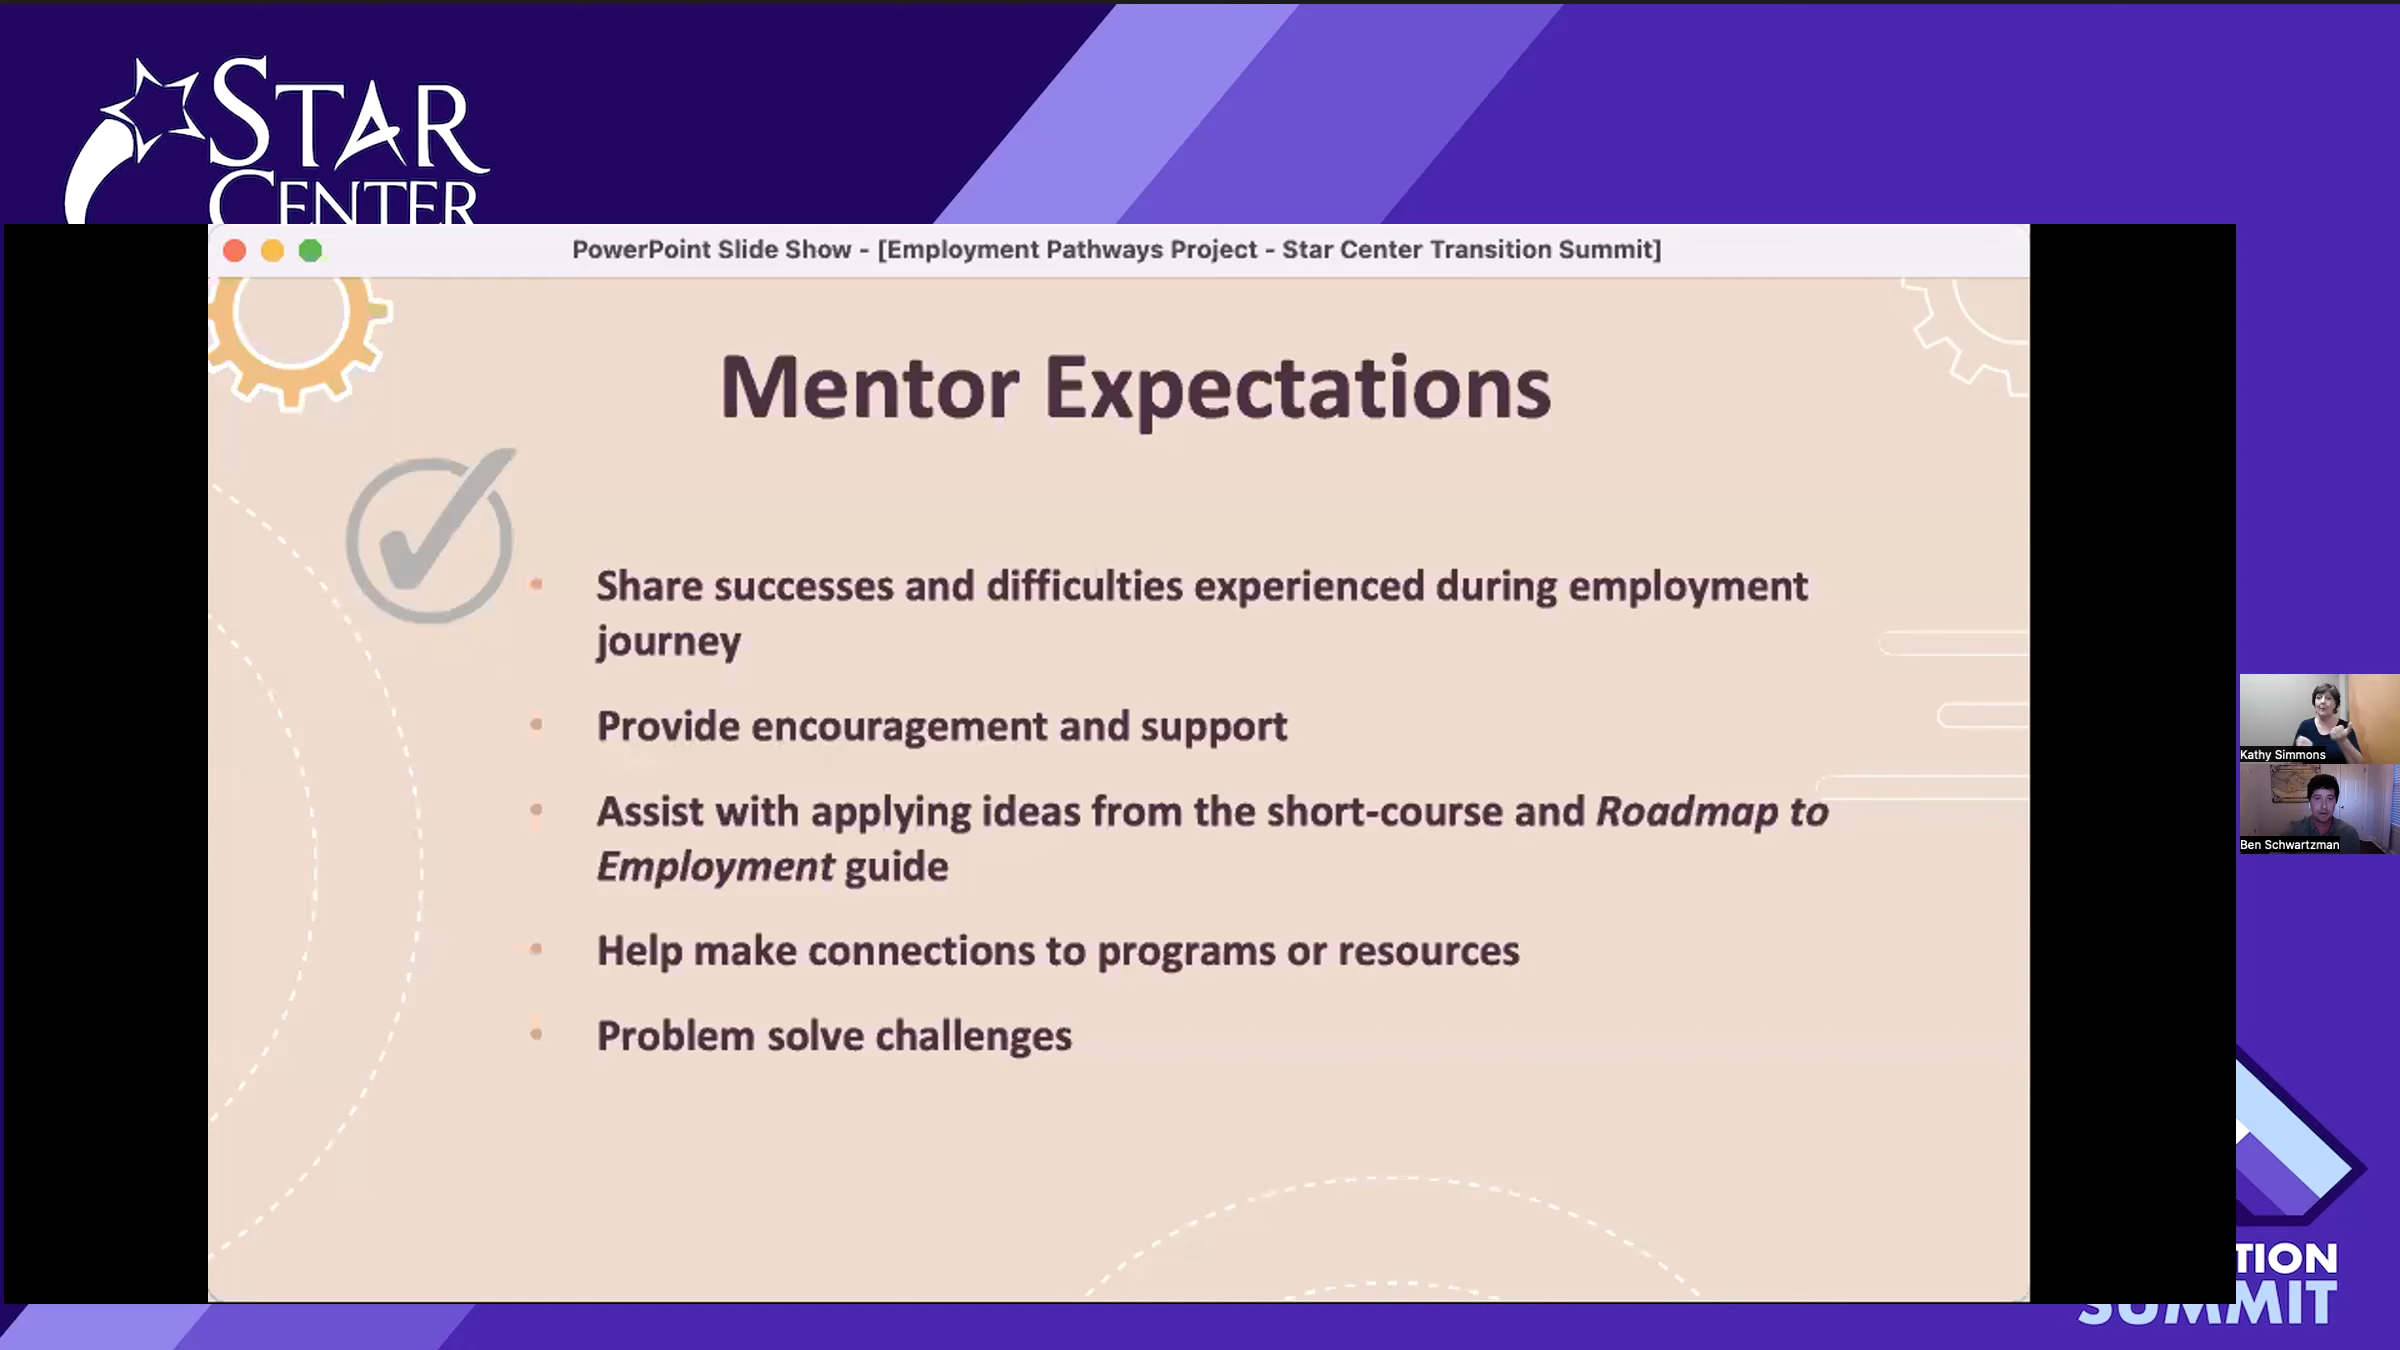 STAR
CENTER
PowerPoint Slide Show - [Employment Pathways Project - Star Center Transition Summit]
Mentor Expectations
• Share successes and difficulties experienced during employment
journey
• Provide encouragement and support
• Assist with applying ideas from the short-course and Roadmap to
Employment guide
• Help make connections to programs or resources
• Problem solve challenges
Kathy Simmons
Ben Schwartzman
TION
SUMMIT